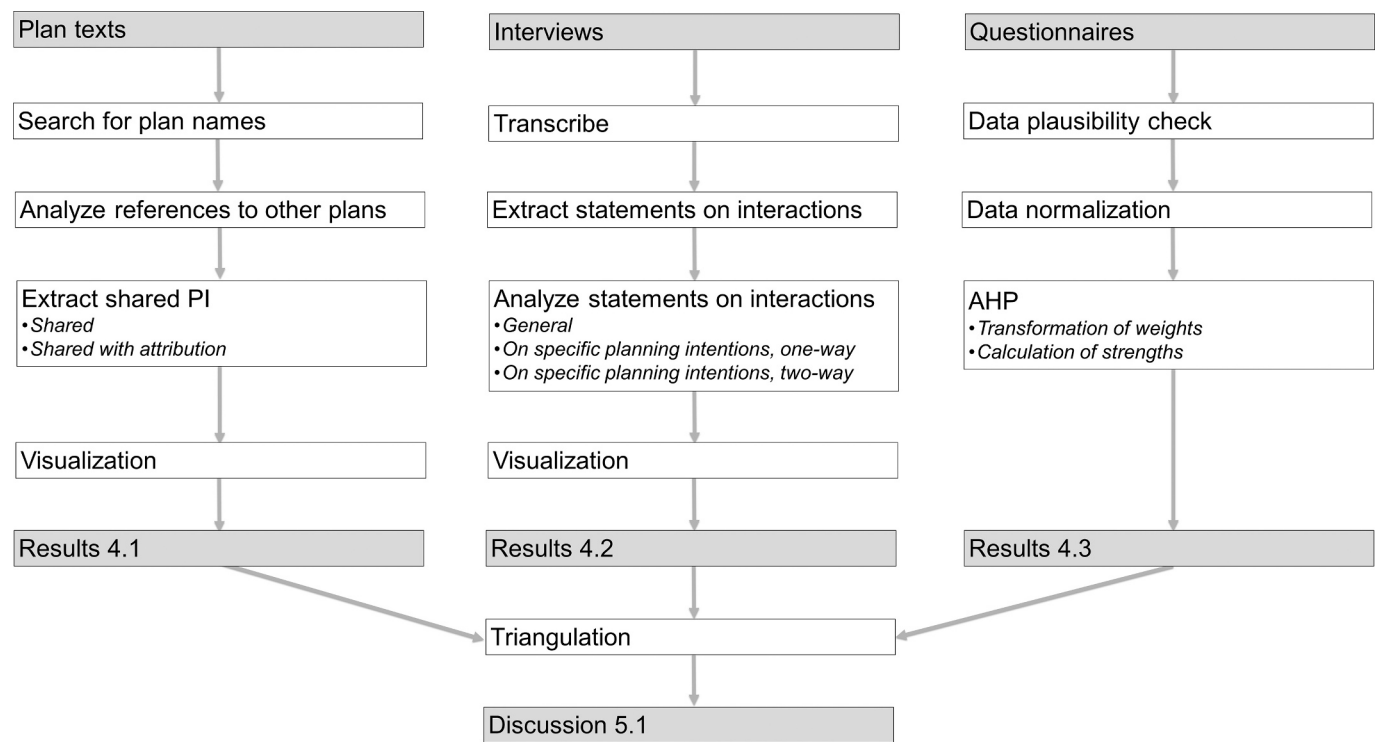 Plan texts
Search for plan names
Analyze references to other plans
Extract shared PI
•Shared
•Shared with attribution
Visualization
Results 4.1
Interviews
Transcribe
Extract statements on interactions
Analyze statements on interactions
•General
•On specific planning intentions, one-way
•On specific planning intentions, two-way
Visualization
Results 4.2
Questionnaires
Data plausibility check
Data normalization
AHP
•Transformation of weights
•Calculation of strengths
Results 4.3
Triangulation
Discussion 5.1